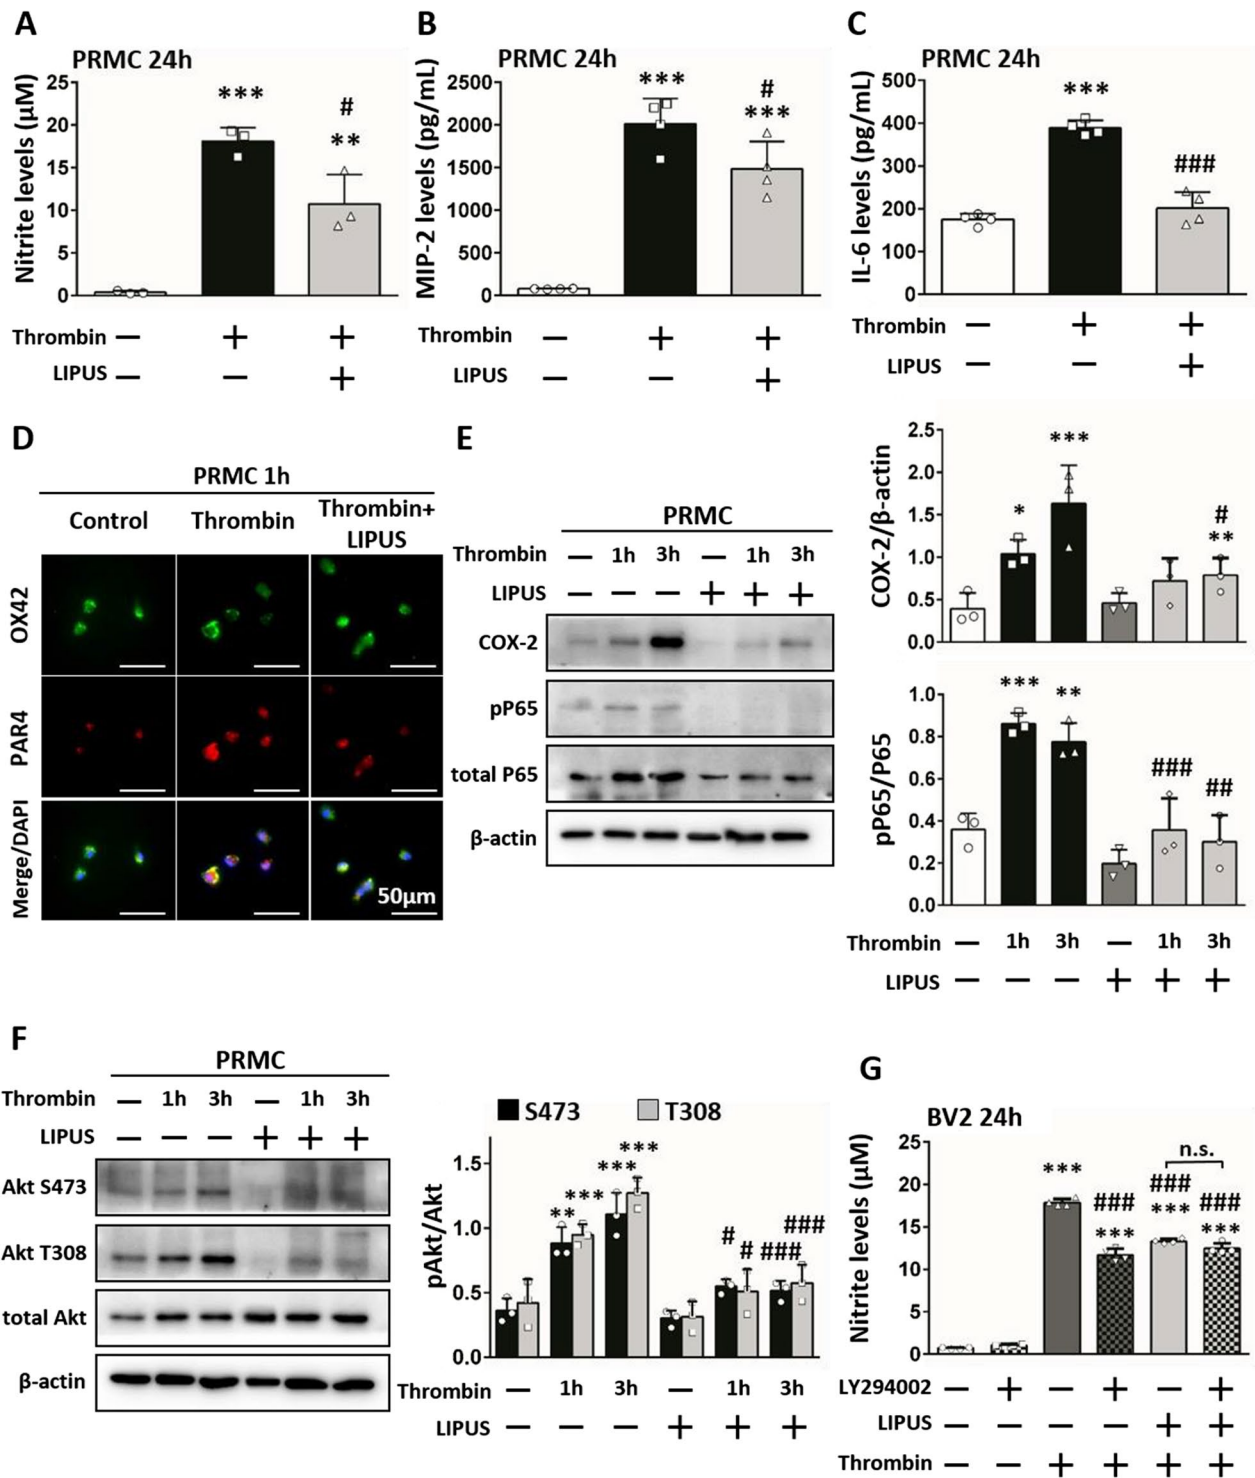 A
PRMC 24h
Nitrite levels (μM)
25
20
15
10
5
0
***
#
**
Thrombin — + +
LIPUS — — +
B
PRMC 24h
MIP-2 levels (pg/mL)
2500
2000
1500
1000
500
0
***
#
***
Thrombin — + +
LIPUS — — +
C
PRMC 24h
IL-6 levels (pg/mL)
500
400
300
200
100
0
***
###
Thrombin — + +
LIPUS — — +
D
PRMC 1h
Control Thrombin Thrombin+
LIPUS
OX42
PAR4
Merge/DAPI
50μm
E
PRMC
Thrombin — 1h 3h — 1h 3h
LIPUS — — — + + +
COX-2
pP65
total P65
β-actin
COX-2/β-actin
2.5
2.0
1.5
1.0
0.5
0.0
*
***
#
**
pP65/P65
1.0
0.8
0.6
0.4
0.2
0.0
***
**
###
##
Thrombin — 1h 3h — 1h 3h
LIPUS — — — + + +
F
PRMC
Thrombin — 1h 3h — 1h 3h
LIPUS — — — + + +
Akt S473
Akt T308
total Akt
β-actin
S473 T308
pAkt/Akt
1.5
1.0
0.5
0.0
**
***
***
***
#
#
###
###
Thrombin — 1h 3h — 1h 3h
LIPUS — — — + + +
G
BV2 24h
Nitrite levels (μM)
25
20
15
10
5
0
***
###
***
###
***
n.s.
###
***
LY294002 — + — + — +
LIPUS — — — — + +
Thrombin — — + + + +